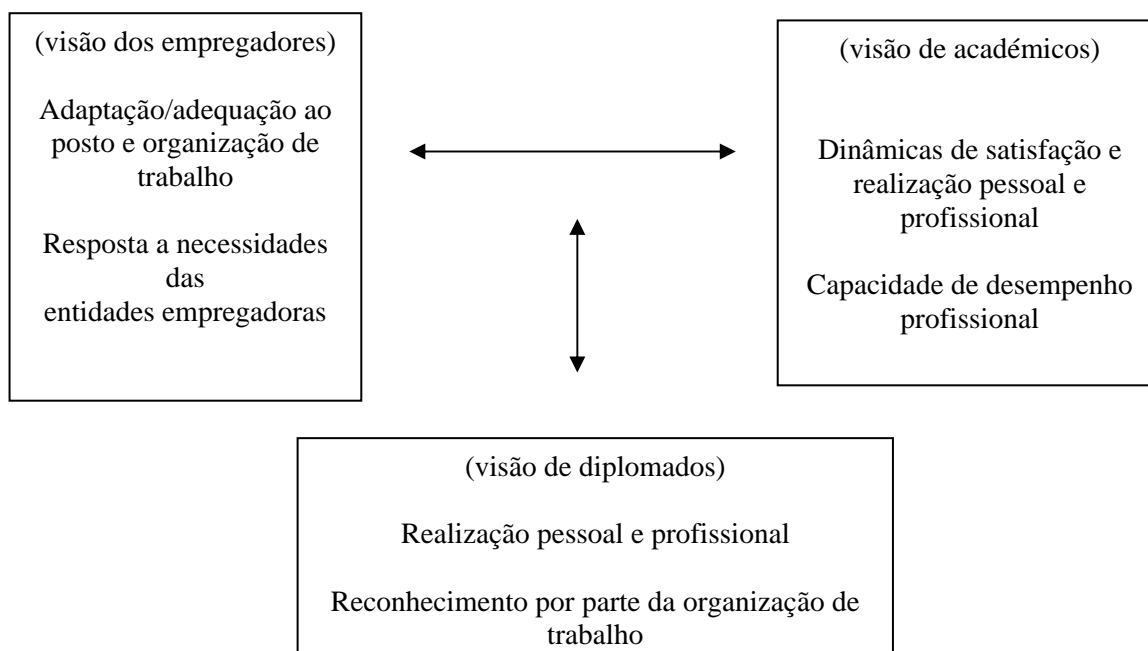 (visão dos empregadores)
Adaptação/adequação ao
posto e organização de
trabalho
Resposta a necessidades
das
entidades empregadoras
(visão de académicos)
Dinâmicas de satisfação e
realização pessoal e
profissional
Capacidade de desempenho
profissional
(visão de diplomados)
Realização pessoal e profissional
Reconhecimento por parte da organização de
trabalho